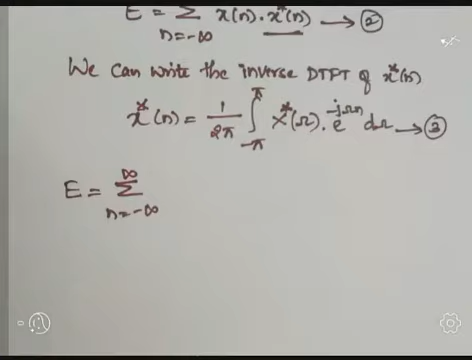 E = Σ x(n) · x*(n) → ②
n=-∞
We can write the inverse DTFT of x*(n)
x*(n) = 1/2π ∫_{-π}^{π} X*(Ω) · e^{-jΩn} dΩ → ③
E = Σ_{n=-∞}^{∞}